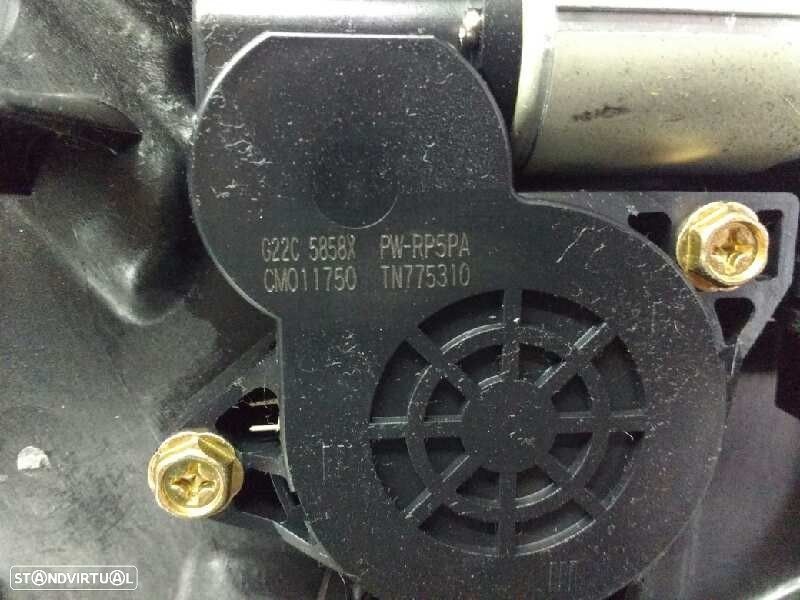 G22C 5858X PW-RP5PA
CM011750 TN775310
STANDVIRTUAL